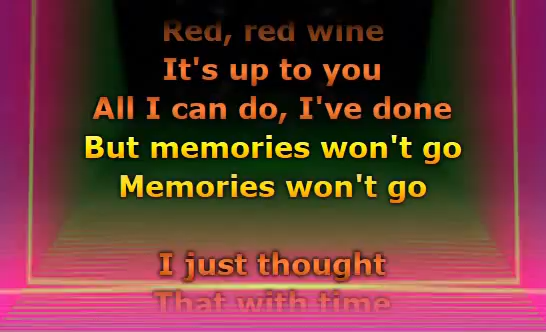 Red, red wine
It's up to you
All I can do, I've done
But memories won't go
Memories won't go
I just thought
That with time